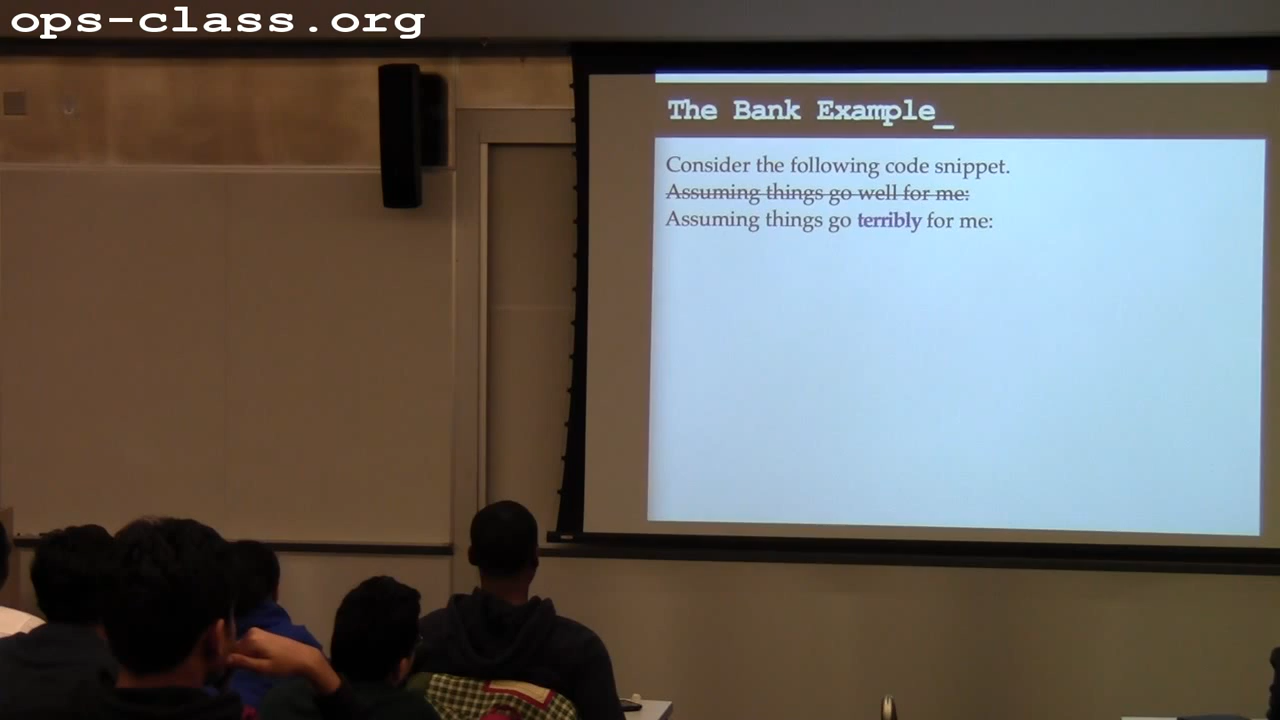 ops-class.org
The Bank Example_
Consider the following code snippet.
Assuming things go well for me:
Assuming things go terribly for me: